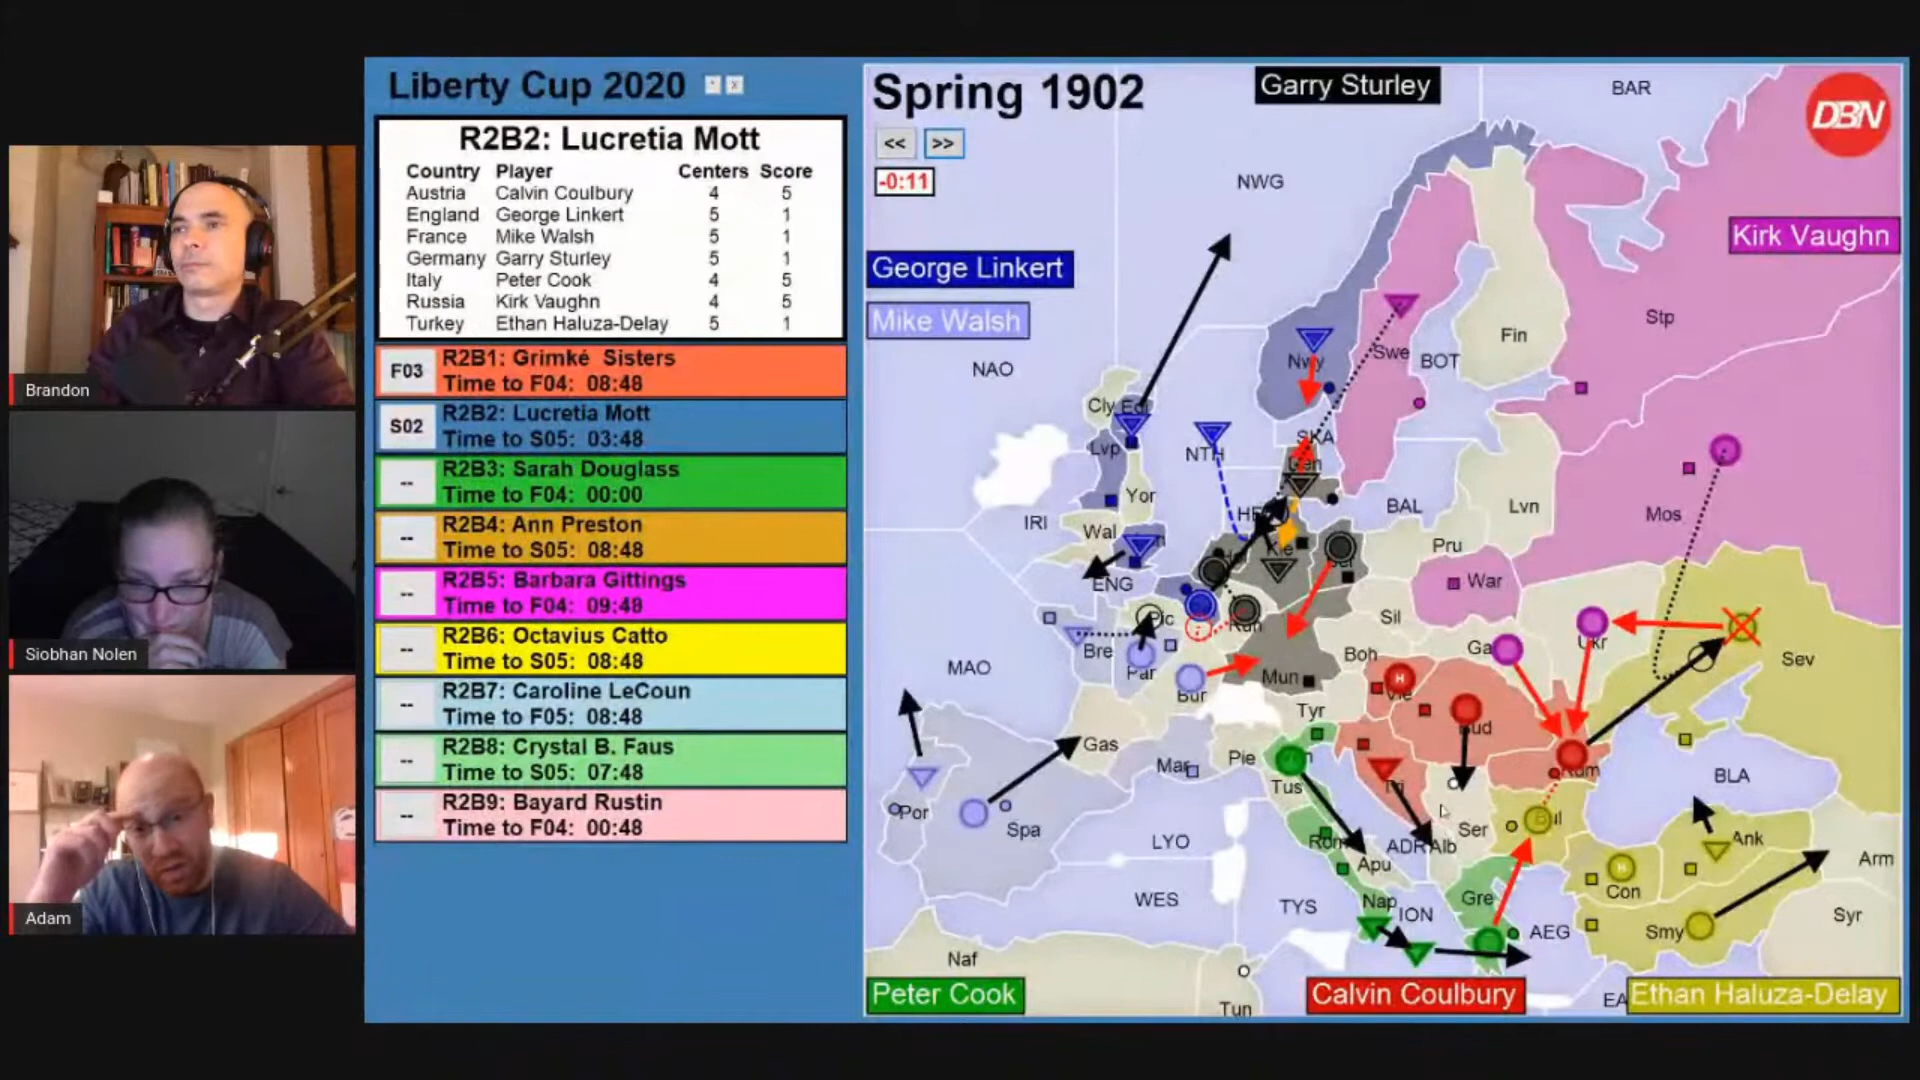 Liberty Cup 2020
R2B2: Lucretia Mott
Country Player Centers Score
Austria Calvin Coulbury 4 5
England George Linkert 5 1
France Mike Walsh 5 1
Germany Garry Sturley 5 1
Italy Peter Cook 4 5
Russia Kirk Vaughn 4 5
Turkey Ethan Haluza-Delay 5 1
F03
R2B1: Grimké Sisters
Time to F04: 08:48
S02
R2B2: Lucretia Mott
Time to S05: 03:48
--
R2B3: Sarah Douglass
Time to F04: 00:00
--
R2B4: Ann Preston
Time to S05: 08:48
--
R2B5: Barbara Gittings
Time to F04: 09:48
--
R2B6: Octavius Catto
Time to S05: 08:48
--
R2B7: Caroline LeCoun
Time to F05: 08:48
--
R2B8: Crystal B. Faus
Time to S05: 07:48
--
R2B9: Bayard Rustin
Time to F04: 00:48
Brandon
Siobhan Nolen
Adam
Spring 1902
<< >>
-0:11
Garry Sturley
DBN
Kirk Vaughn
George Linkert
Mike Walsh
Peter Cook
Calvin Coulbury
Ethan Haluza-Delay
BAR
NWG
NAO
Nwy
Swe
BOT
Fin
Stp
Cly
Edi
SKA
Lvp
NTH
Den
Yor
IRI
Wal
BAL
Lvn
Mos
Kie
Pru
ENG
War
Pic
Run
Sil
Bre
MAO
Par
Bur
Mun
Boh
Ukr
Sev
Vie
Tyr
Gas
Mar
Pie
Tus
Tri
Rum
BLA
Por
Spa
LYO
Rom
ADR
Alb
Ser
Apu
Ank
Arm
Con
WES
TYS
Nap
ION
Gre
AEG
Smy
Syr
Naf
Tun